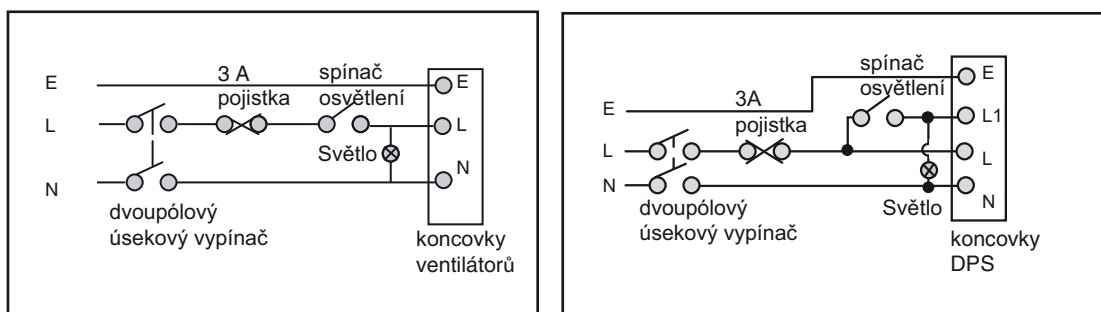 3 A
pojistka
spínač
osvětlení
E
L
N
E
L
N
Světlo
dvoupólový
úsekový vypínač
koncovky
ventilátorů
spínač
osvětlení
3A
pojistka
E
L
N
E
L1
L
N
Světlo
dvoupólový
úsekový vypínač
koncovky
DPS